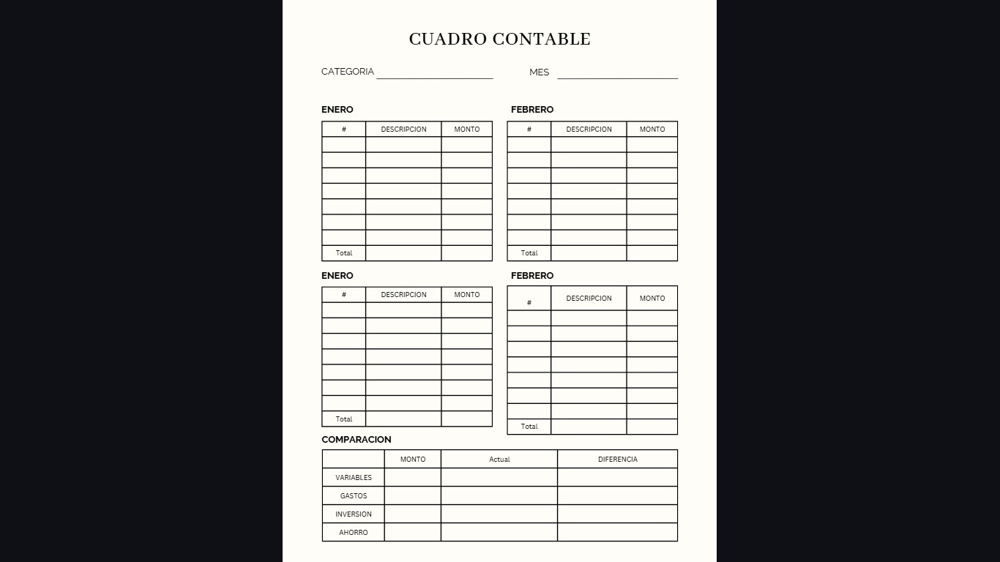 CUADRO CONTABLE
CATEGORIA MES
ENERO FEBRERO
# DESCRIPCION MONTO # DESCRIPCION MONTO
Total Total
ENERO FEBRERO
# DESCRIPCION MONTO # DESCRIPCION MONTO
Total Total
COMPARACION
MONTO Actual DIFERENCIA
VARIABLES
GASTOS
INVERSION
AHORRO